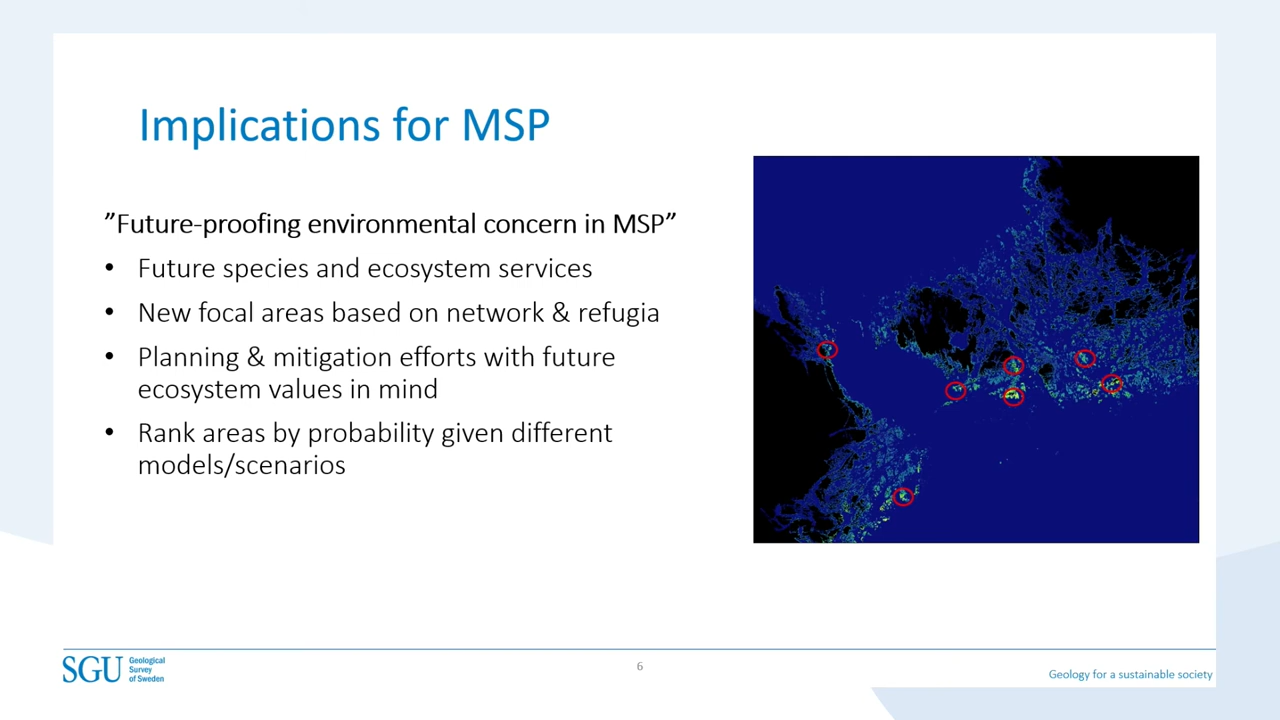 Implications for MSP
”Future-proofing environmental concern in MSP”
• Future species and ecosystem services
• New focal areas based on network & refugia
• Planning & mitigation efforts with future
ecosystem values in mind
• Rank areas by probability given different
models/scenarios
SGU
Geological
Survey
of Sweden
6
Geology for a sustainable society